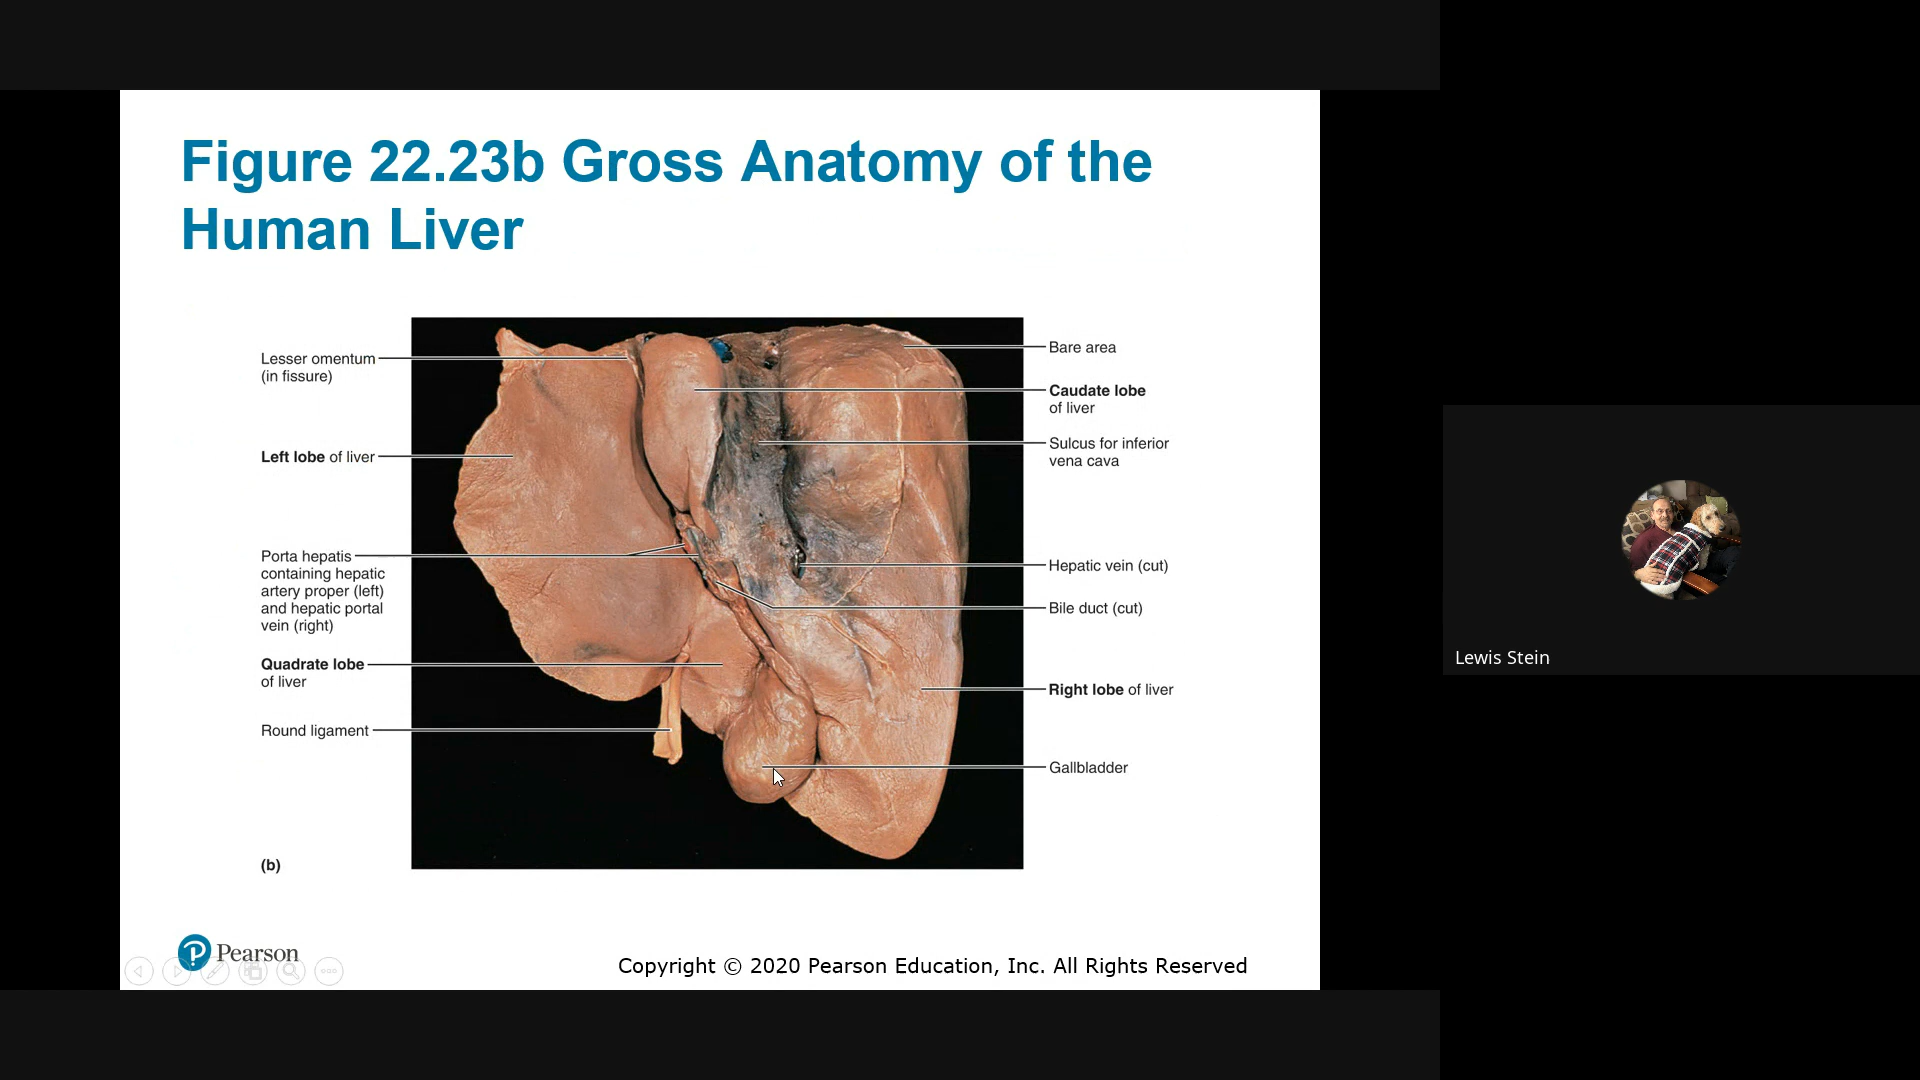 Figure 22.23b Gross Anatomy of the
Human Liver
Lesser omentum
(in fissure)
Left lobe of liver
Porta hepatis
containing hepatic
artery proper (left)
and hepatic portal
vein (right)
Quadrate lobe
of liver
Round ligament
(b)
Bare area
Caudate lobe
of liver
Sulcus for inferior
vena cava
Hepatic vein (cut)
Bile duct (cut)
Right lobe of liver
Gallbladder
Pearson
Copyright © 2020 Pearson Education, Inc. All Rights Reserved
Lewis Stein